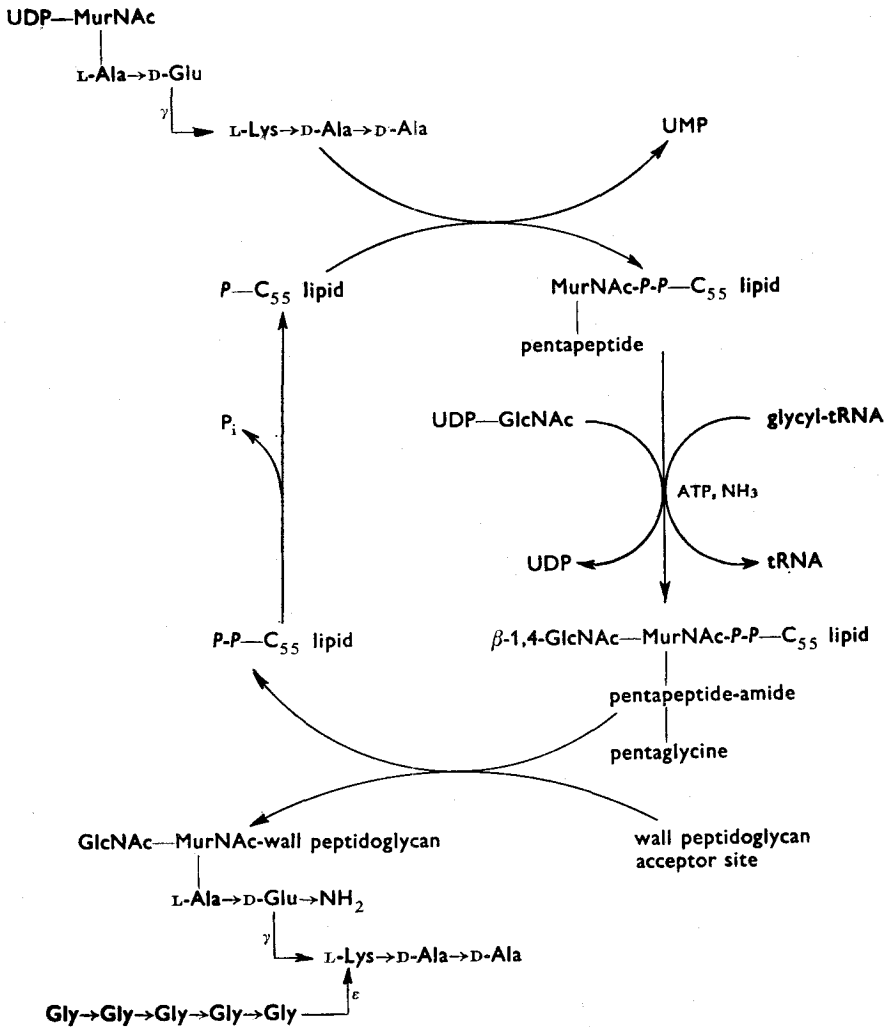 UDP—MurNAc
L-Ala→D-Glu
γ
L-Lys→D-Ala→D-Ala
UMP
P—C₅₅ lipid
MurNAc-P-P—C₅₅ lipid
pentapeptide
UDP—GlcNAc
glycyl-tRNA
Pᵢ
ATP, NH₃
UDP
tRNA
P-P—C₅₅ lipid
β-1,4-GlcNAc—MurNAc-P-P—C₅₅ lipid
pentapeptide-amide
pentaglycine
GlcNAc—MurNAc-wall peptidoglycan
wall peptidoglycan
acceptor site
L-Ala→D-Glu→NH₂
γ
L-Lys→D-Ala→D-Ala
ε
Gly→Gly→Gly→Gly→Gly